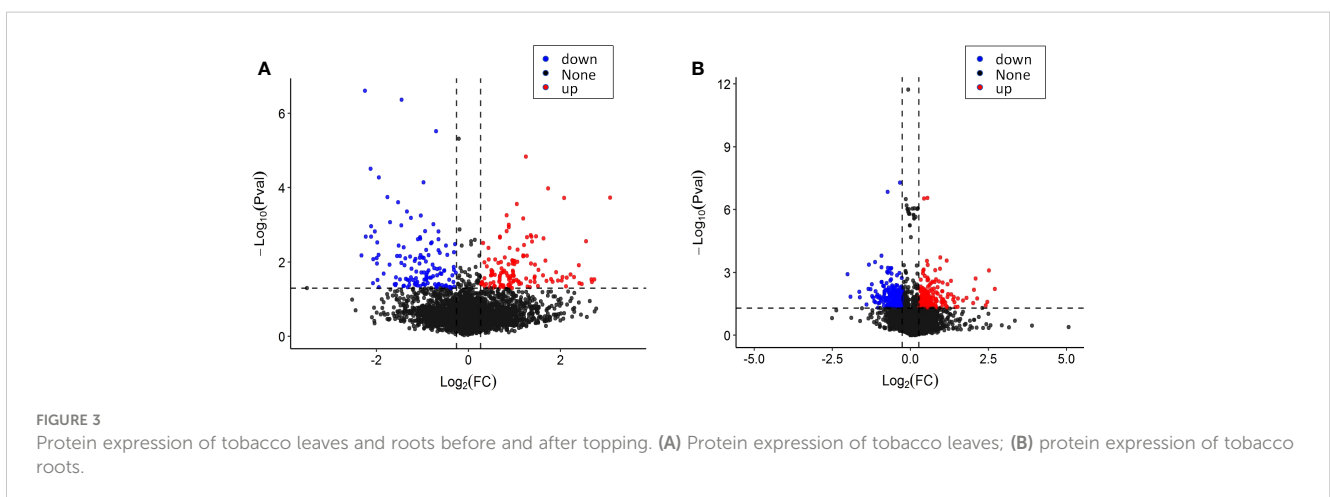 A
down
None
up
6
4
2
0
-2
0
2
−Log10(Pval)
Log2(FC)
B
down
None
up
12
9
6
3
0
-5.0
-2.5
0.0
2.5
5.0
−Log10(Pval)
Log2(FC)
FIGURE 3
Protein expression of tobacco leaves and roots before and after topping. (A) Protein expression of tobacco leaves; (B) protein expression of tobacco
roots.